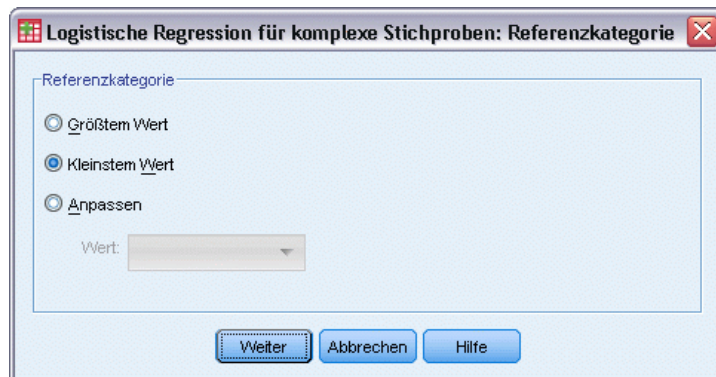 Logistische Regression für komplexe Stichproben: Referenzkategorie
Referenzkategorie
Größtem Wert
Kleinstem Wert
Anpassen
Wert:
Weiter Abbrechen Hilfe